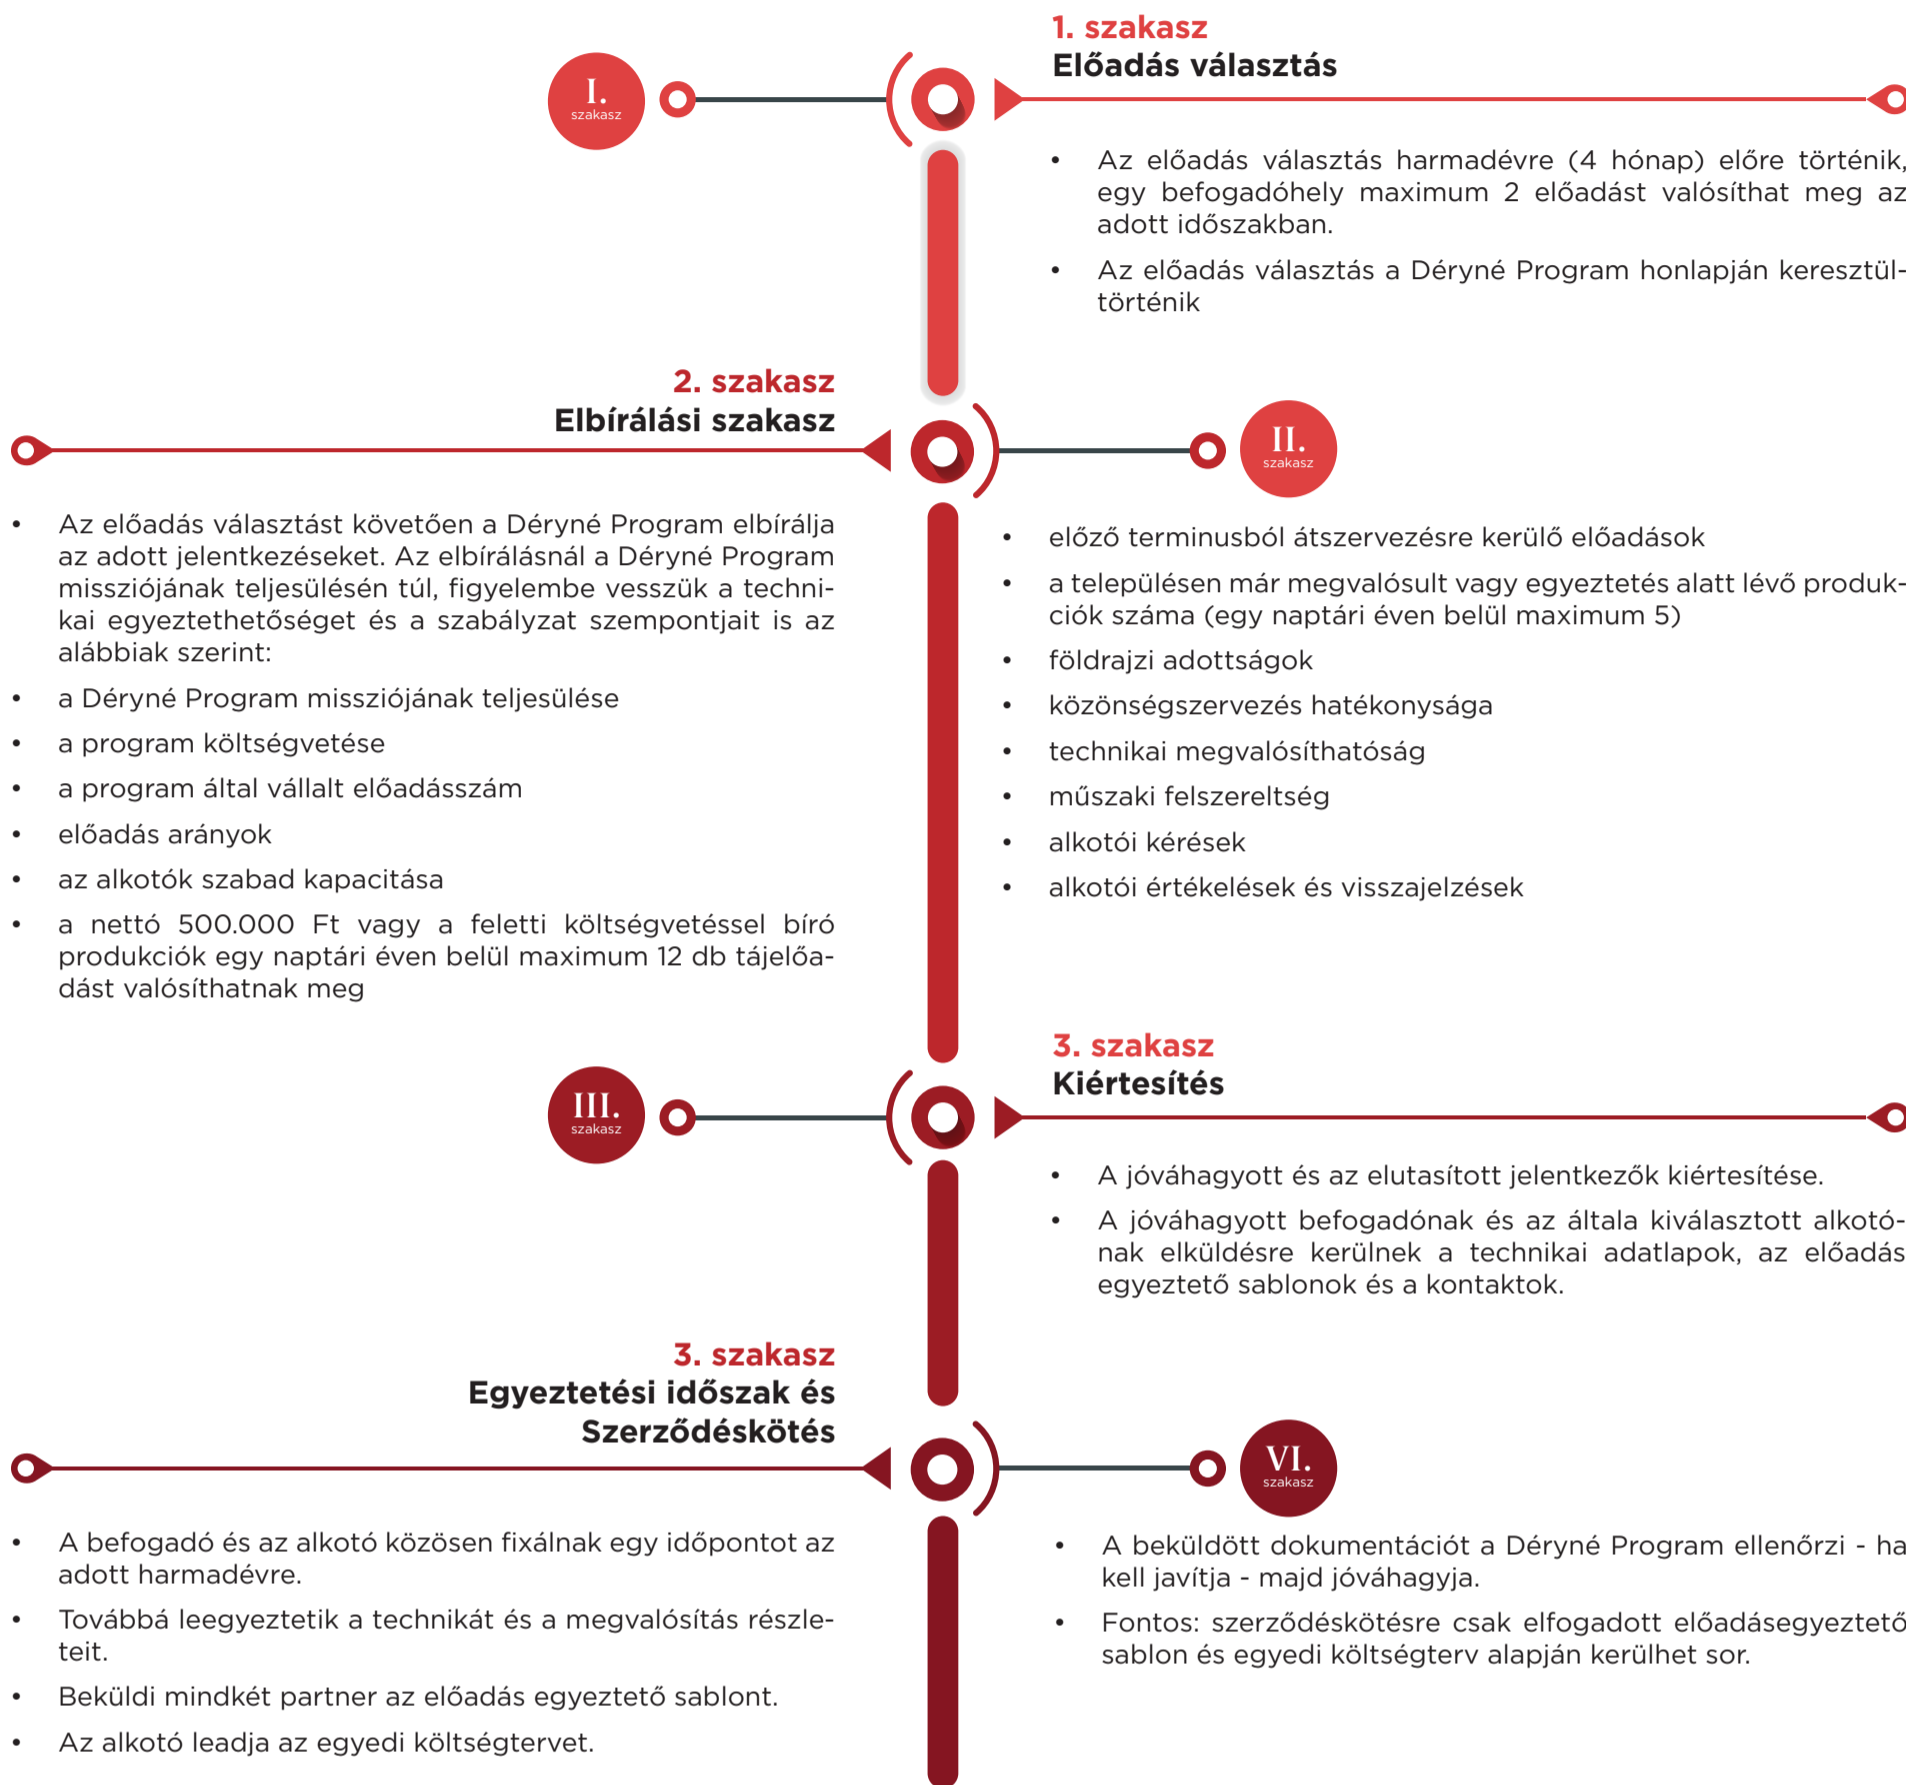 1. szakasz
Előadás választás
I.
szakasz
• Az előadás választás harmadévre (4 hónap) előre történik,
egy befogadóhely maximum 2 előadást valósíthat meg az
adott időszakban.
• Az előadás választás a Déryné Program honlapján keresztül-
történik
2. szakasz
Elbírálási szakasz
II.
szakasz
• Az előadás választást követően a Déryné Program elbírálja
az adott jelentkezéseket. Az elbírálásnál a Déryné Program
missziójának teljesülésén túl, figyelembe vesszük a techni-
kai egyeztethetőséget és a szabályzat szempontjait is az
alábbiak szerint:
• a Déryné Program missziójának teljesülése
• a program költségvetése
• a program által vállalt előadásszám
• előadás arányok
• az alkotók szabad kapacitása
• a nettó 500.000 Ft vagy a feletti költségvetéssel bíró
produkciók egy naptári éven belül maximum 12 db tájelőa-
dást valósíthatnak meg
• előző terminusból átszervezésre kerülő előadások
• a településen már megvalósult vagy egyeztetés alatt lévő produk-
ciók száma (egy naptári éven belül maximum 5)
• földrajzi adottságok
• közönségszervezés hatékonysága
• technikai megvalósíthatóság
• műszaki felszereltség
• alkotói kérések
• alkotói értékelések és visszajelzések
3. szakasz
Kiértesítés
III.
szakasz
• A jóváhagyott és az elutasított jelentkezők kiértesítése.
• A jóváhagyott befogadónak és az általa kiválasztott alkotó-
nak elküldésre kerülnek a technikai adatlapok, az előadás
egyeztető sablonok és a kontaktok.
3. szakasz
Egyeztetési időszak és
Szerződéskötés
VI.
szakasz
• A befogadó és az alkotó közösen fixálnak egy időpontot az
adott harmadévre.
• Továbbá leegyeztetik a technikát és a megvalósítás részle-
teit.
• Beküldi mindkét partner az előadás egyeztető sablont.
• Az alkotó leadja az egyedi költségtervet.
• A beküldött dokumentációt a Déryné Program ellenőrzi - ha
kell javítja - majd jóváhagyja.
• Fontos: szerződéskötésre csak elfogadott előadásegyeztető
sablon és egyedi költségterv alapján kerülhet sor.